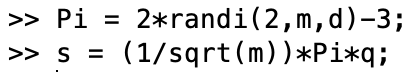 >> Pi = 2*randi(2,m,d)-3;
>> s = (1/sqrt(m))*Pi*q;